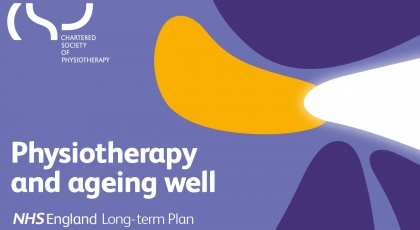 CHARTERED
SOCIETY
OF
PHYSIOTHERAPY
Physiotherapy
and ageing well
NHS England Long-term Plan